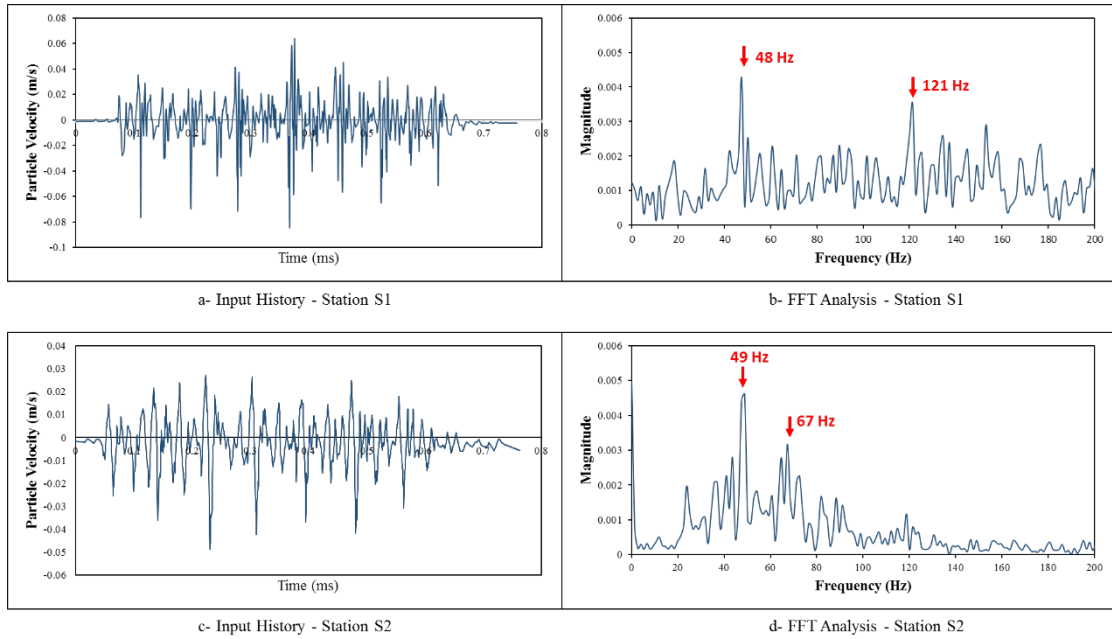 0.08
0.06
0.04
0.02
0
-0.02
-0.04
-0.06
-0.08
-0.1
0 0.1 0.2 0.3 0.4 0.5 0.6 0.7 0.8
Particle Velocity (m/s)
Time (ms)
a- Input History - Station S1
0.006
0.005
0.004
0.003
0.002
0.001
0
0 20 40 60 80 100 120 140 160 180 200
Magnitude
Frequency (Hz)
48 Hz
121 Hz
b- FFT Analysis - Station S1
0.04
0.03
0.02
0.01
0
-0.01
-0.02
-0.03
-0.04
-0.05
-0.06
0 0.1 0.2 0.3 0.4 0.5 0.6 0.7 0.8
Particle Velocity (m/s)
Time (ms)
c- Input History - Station S2
0.006
0.005
0.004
0.003
0.002
0.001
0
0 20 40 60 80 100 120 140 160 180 200
Magnitude
Frequency (Hz)
49 Hz
67 Hz
d- FFT Analysis - Station S2